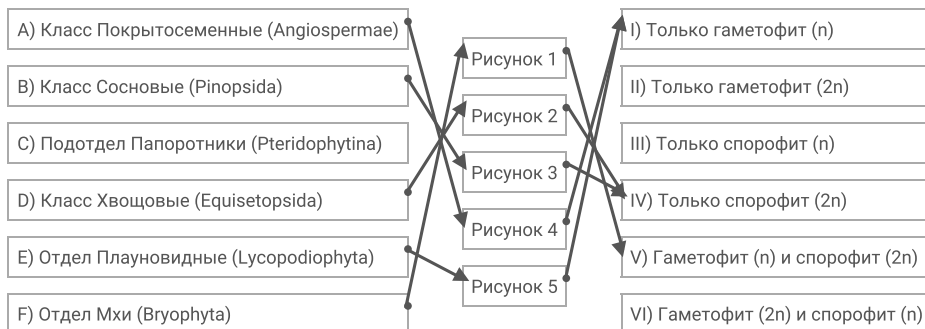 A) Класс Покрытосеменные (Angiospermae)
B) Класс Сосновые (Pinopsida)
C) Подотдел Папоротники (Pteridophytina)
D) Класс Хвощовые (Equisetopsida)
E) Отдел Плауновидные (Lycopodiophyta)
F) Отдел Мхи (Bryophyta)
Рисунок 1
Рисунок 2
Рисунок 3
Рисунок 4
Рисунок 5
I) Только гаметофит (n)
II) Только гаметофит (2n)
III) Только спорофит (n)
IV) Только спорофит (2n)
V) Гаметофит (n) и спорофит (2n)
VI) Гаметофит (2n) и спорофит (n)